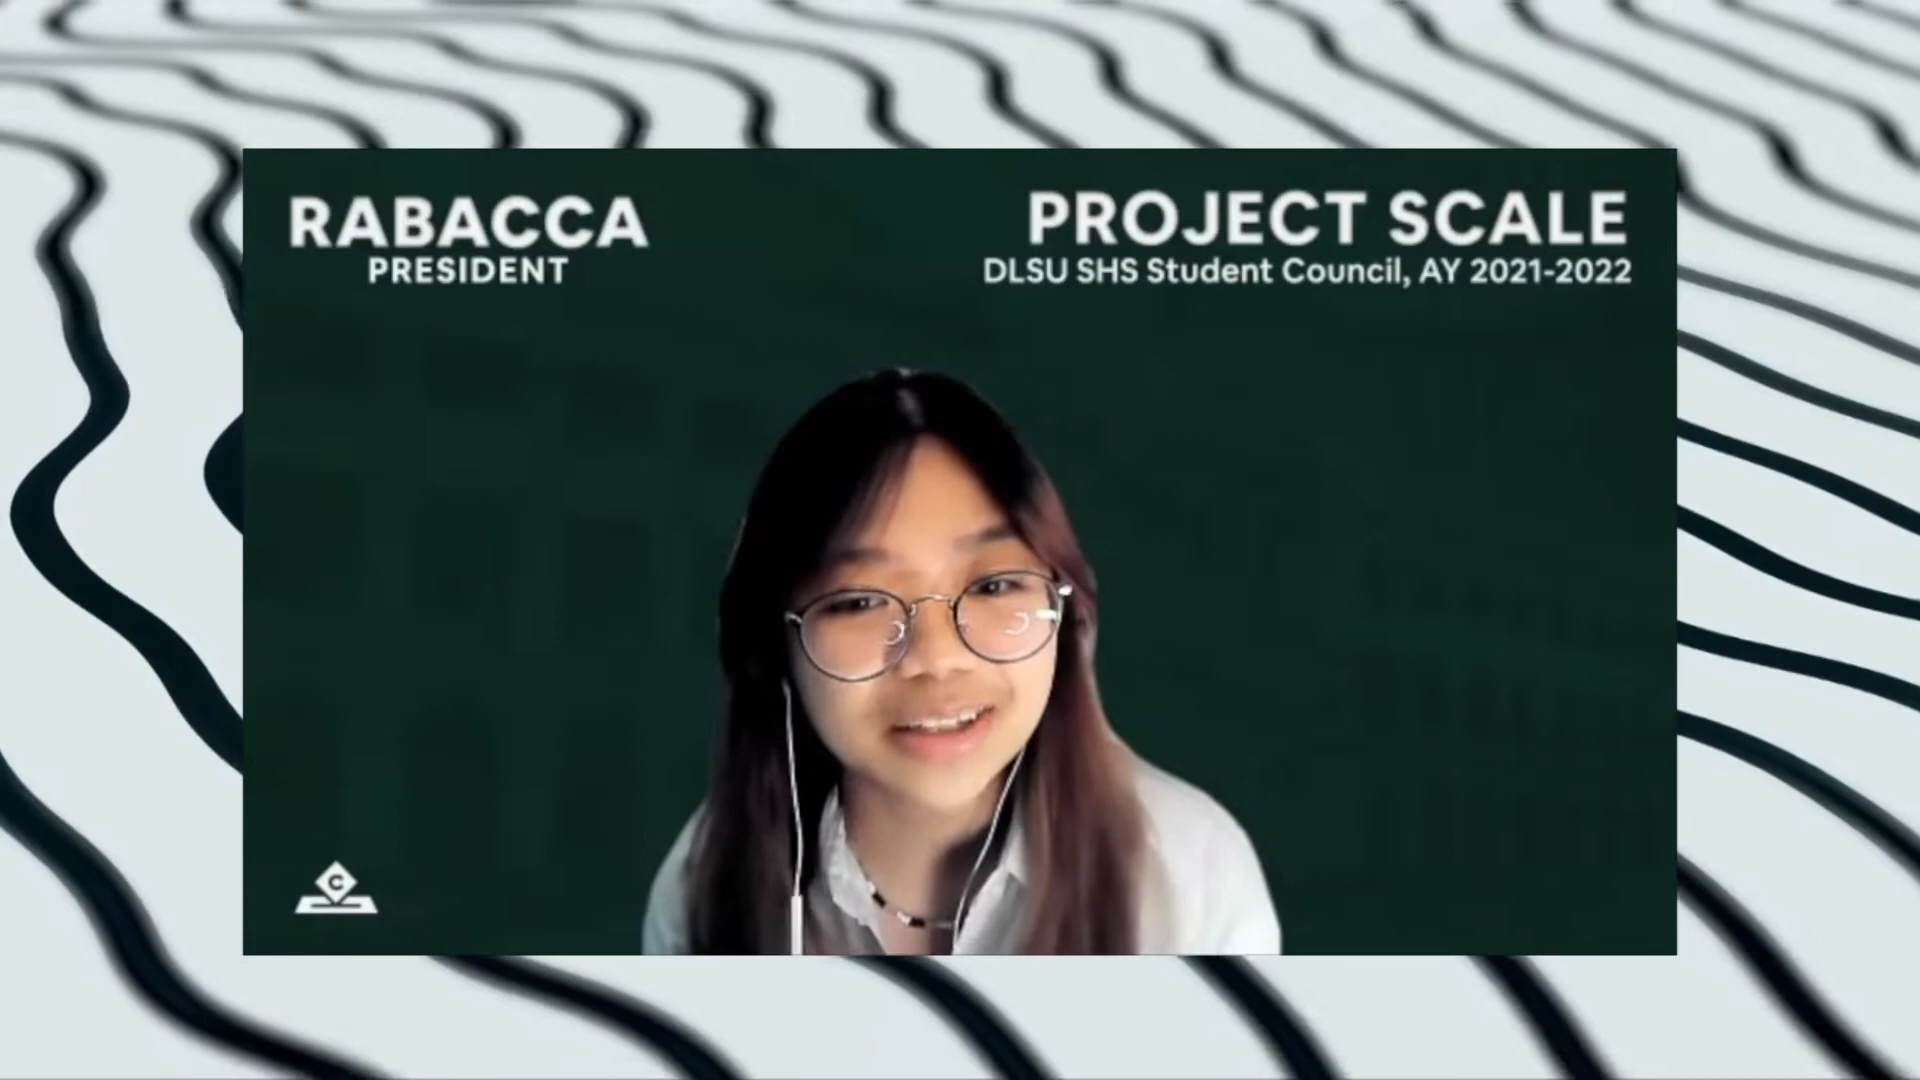 RABACCA
PRESIDENT
PROJECT SCALE
DLSU SHS Student Council, AY 2021-2022
C